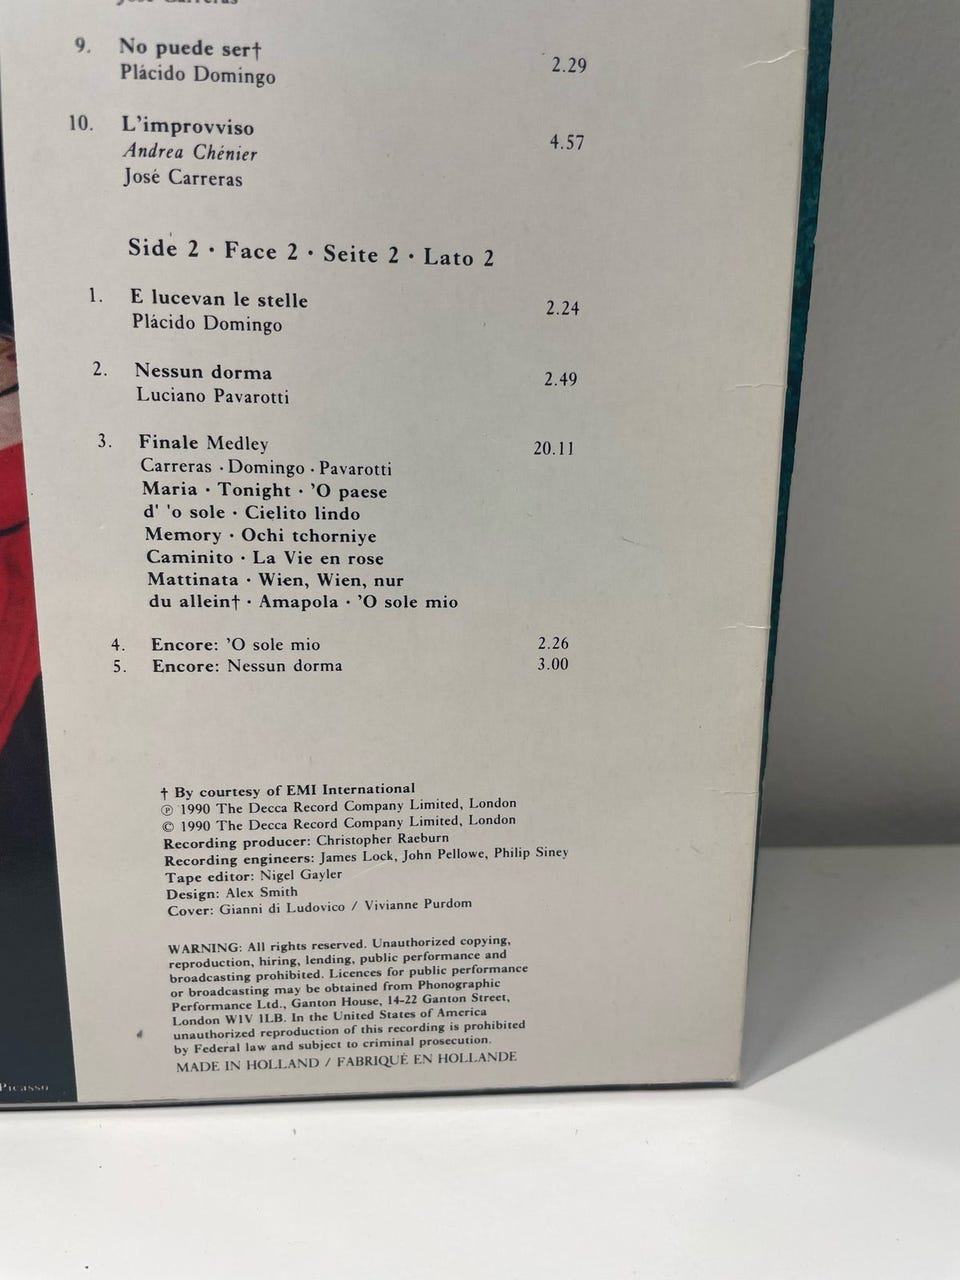 José Carreras
9. No puede ser†
2.29
Plácido Domingo
10. L'improvviso
4.57
Andrea Chénier
José Carreras
Side 2 · Face 2 · Seite 2 · Lato 2
1. E lucevan le stelle
2.24
Plácido Domingo
2. Nessun dorma
2.49
Luciano Pavarotti
3. Finale Medley
20.11
Carreras · Domingo · Pavarotti
Maria · Tonight · 'O paese
d' 'o sole · Cielito lindo
Memory · Ochi tchorniye
Caminito · La Vie en rose
Mattinata · Wien, Wien, nur
du allein† · Amapola · 'O sole mio
4. Encore: 'O sole mio 2.26
5. Encore: Nessun dorma 3.00
† By courtesy of EMI International
℗ 1990 The Decca Record Company Limited, London
© 1990 The Decca Record Company Limited, London
Recording producer: Christopher Raeburn
Recording engineers: James Lock, John Pellowe, Philip Siney
Tape editor: Nigel Gayler
Design: Alex Smith
Cover: Gianni di Ludovico / Vivianne Purdom
WARNING: All rights reserved. Unauthorized copying,
reproduction, hiring, lending, public performance and
broadcasting prohibited. Licences for public performance
or broadcasting may be obtained from Phonographic
Performance Ltd., Ganton House, 14-22 Ganton Street,
London W1V 1LB. In the United States of America
unauthorized reproduction of this recording is prohibited
by Federal law and subject to criminal prosecution.
MADE IN HOLLAND / FABRIQUÉ EN HOLLANDE
Picasso